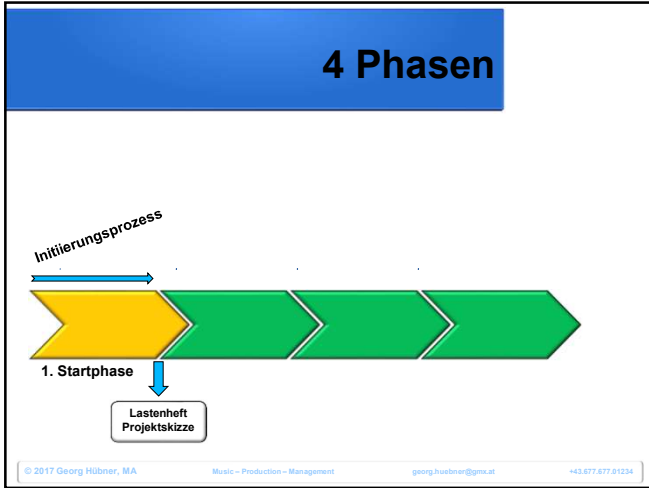 4 Phasen
Initiierungsprozess
1. Startphase
Lastenheft
Projektskizze
© 2017 Georg Hübner, MA Music – Production – Management georg.huebner@gmx.at +43.677.677.01234